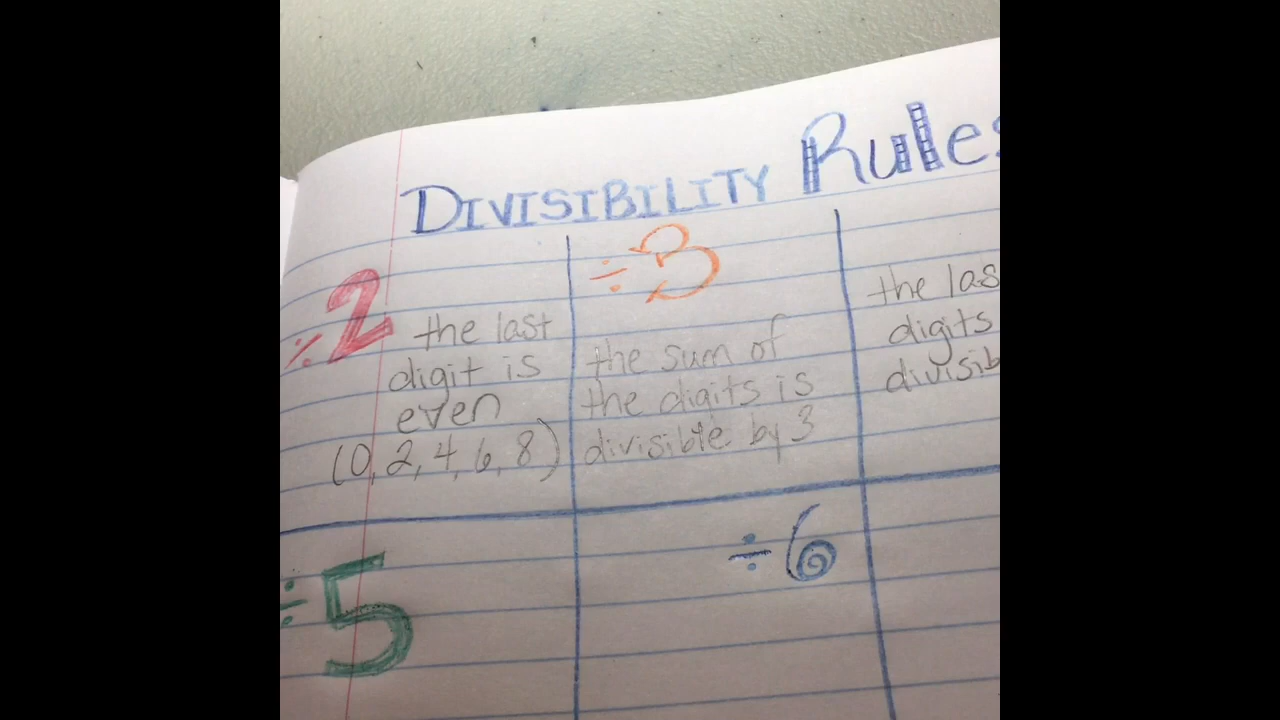 DIVISIBILITY Rules
÷2
the last
digit is
even
(0, 2, 4, 6, 8)
÷3
the sum of
the digits is
divisible by 3
the las
digits
divisib
÷5
÷6